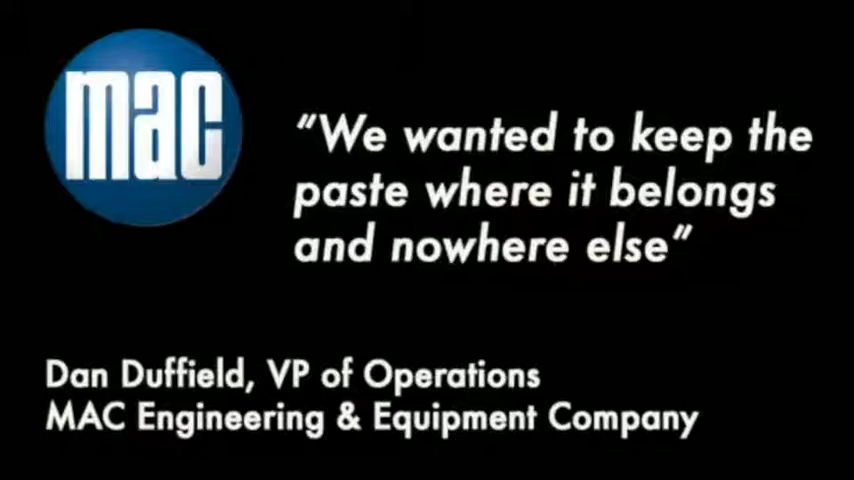 mac
“We wanted to keep the
paste where it belongs
and nowhere else”
Dan Duffield, VP of Operations
MAC Engineering & Equipment Company